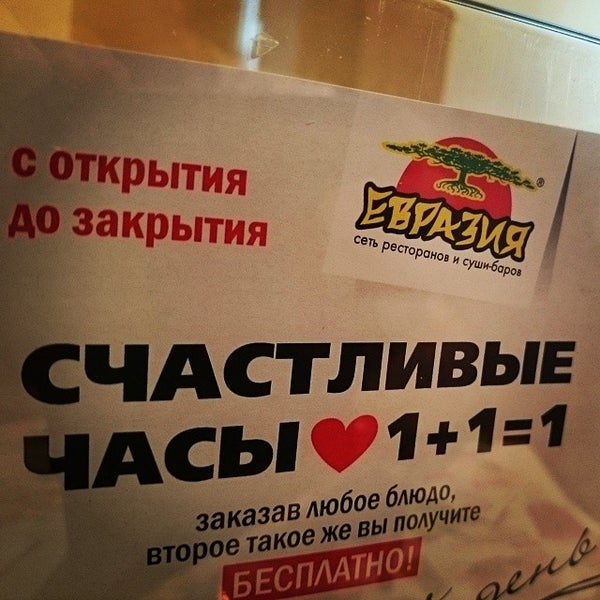 с открытия
до закрытия
ЕВРАЗИЯ ®
сеть ресторанов и суши-баров
СЧАСТЛИВЫЕ
ЧАСЫ ♥ 1+1=1
заказав любое блюдо,
второе такое же вы получите
БЕСПЛАТНО!
день